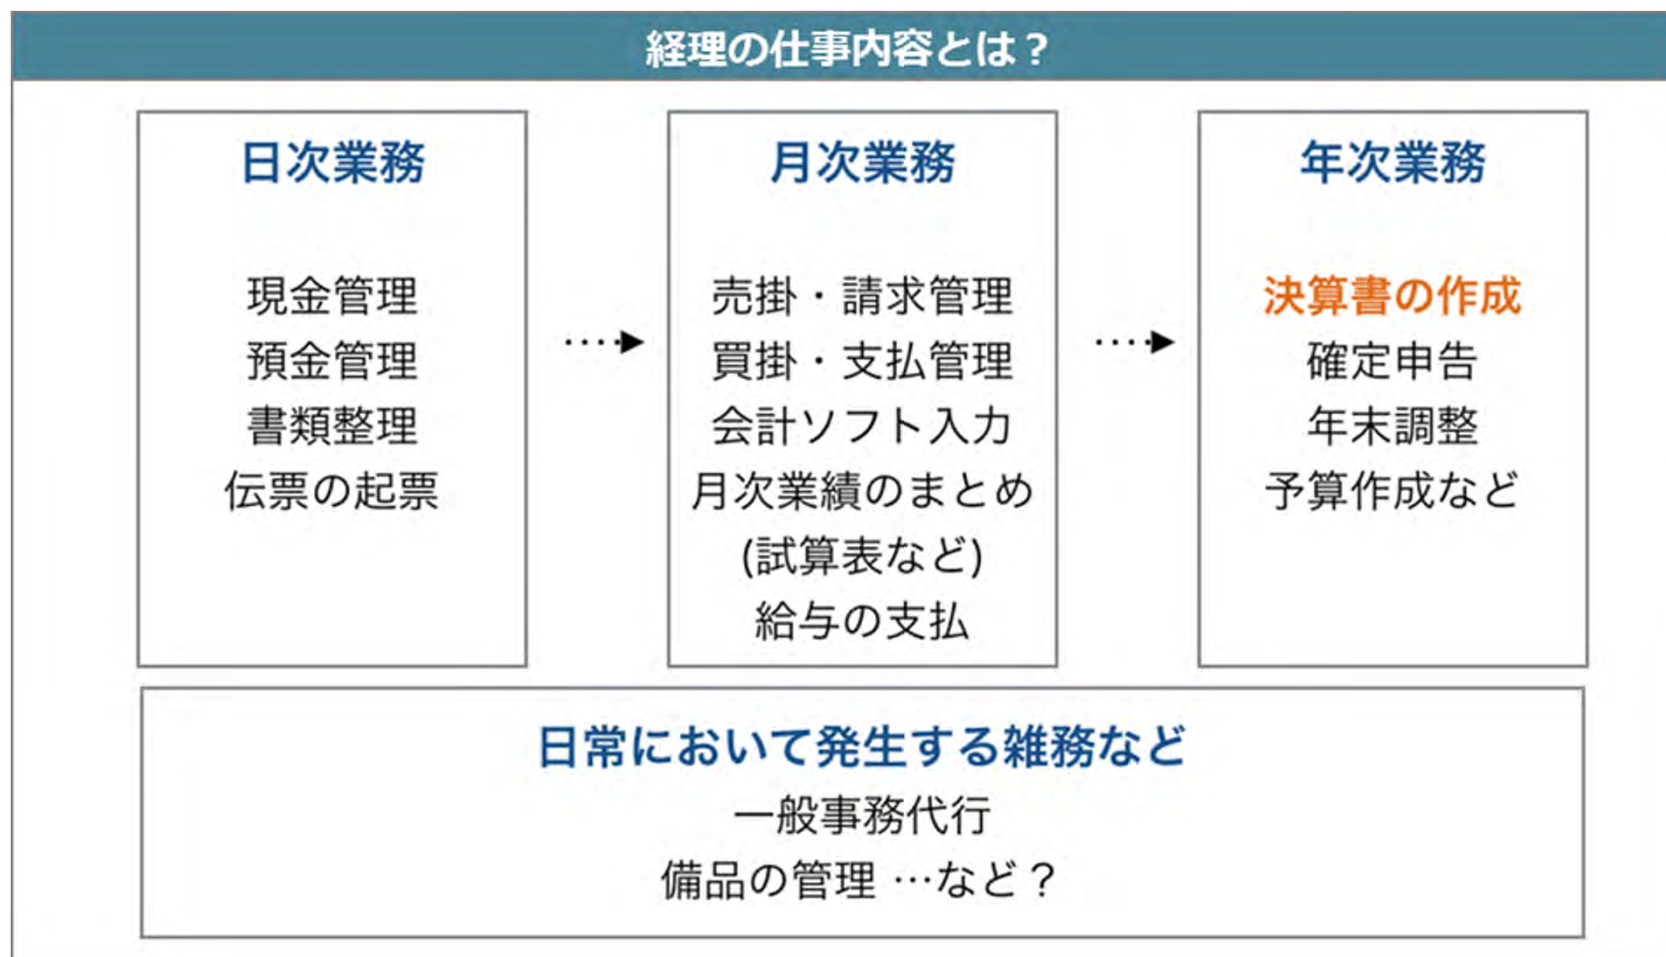 経理の仕事内容とは？
日次業務
現金管理
預金管理
書類整理
伝票の起票
月次業務
売掛・請求管理
買掛・支払管理
会計ソフト入力
月次業績のまとめ
(試算表など)
給与の支払
年次業務
決算書の作成
確定申告
年末調整
予算作成など
日常において発生する雑務など
一般事務代行
備品の管理 …など？